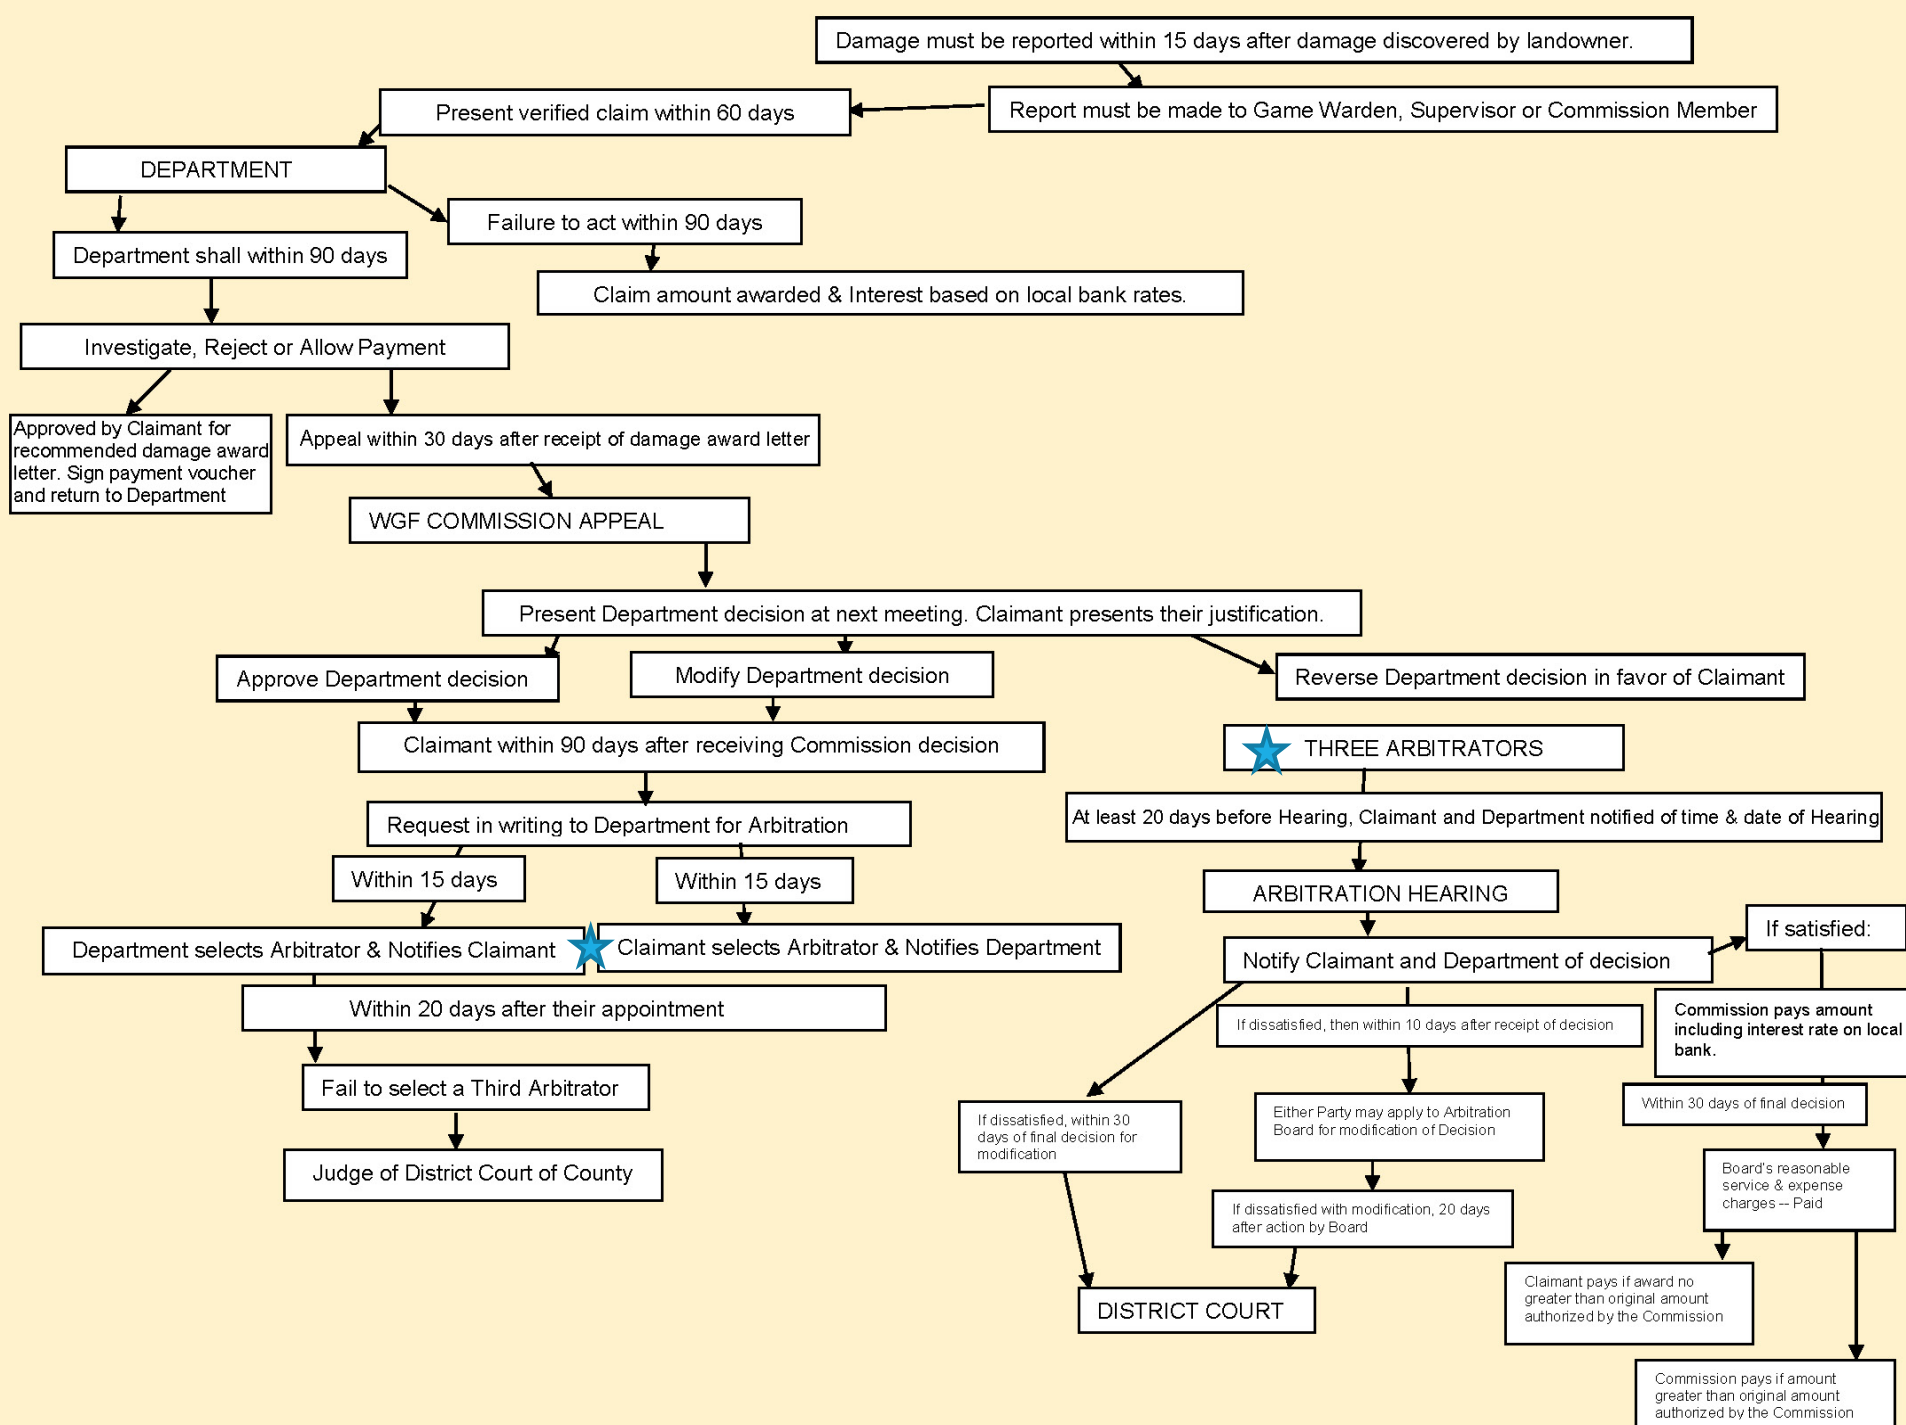 Damage must be reported within 15 days after damage discovered by landowner.
Report must be made to Game Warden, Supervisor or Commission Member
Present verified claim within 60 days
DEPARTMENT
Failure to act within 90 days
Department shall within 90 days
Claim amount awarded & Interest based on local bank rates.
Investigate, Reject or Allow Payment
Approved by Claimant for
recommended damage award
letter. Sign payment voucher
and return to Department
Appeal within 30 days after receipt of damage award letter
WGF COMMISSION APPEAL
Present Department decision at next meeting. Claimant presents their justification.
Approve Department decision
Modify Department decision
Reverse Department decision in favor of Claimant
Claimant within 90 days after receiving Commission decision
Request in writing to Department for Arbitration
Within 15 days
Within 15 days
Department selects Arbitrator & Notifies Claimant
Claimant selects Arbitrator & Notifies Department
Within 20 days after their appointment
Fail to select a Third Arbitrator
Judge of District Court of County
THREE ARBITRATORS
At least 20 days before Hearing, Claimant and Department notified of time & date of Hearing
ARBITRATION HEARING
Notify Claimant and Department of decision
If satisfied:
Commission pays amount
including interest rate on local
bank.
Within 30 days of final decision
Board's reasonable
service & expense
charges -- Paid
Claimant pays if award no
greater than original amount
authorized by the Commission
Commission pays if amount
greater than original amount
authorized by the Commission
If dissatisfied, then within 10 days after receipt of decision
Either Party may apply to Arbitration
Board for modification of Decision
If dissatisfied with modification, 20 days
after action by Board
If dissatisfied, within 30
days of final decision for
modification
DISTRICT COURT